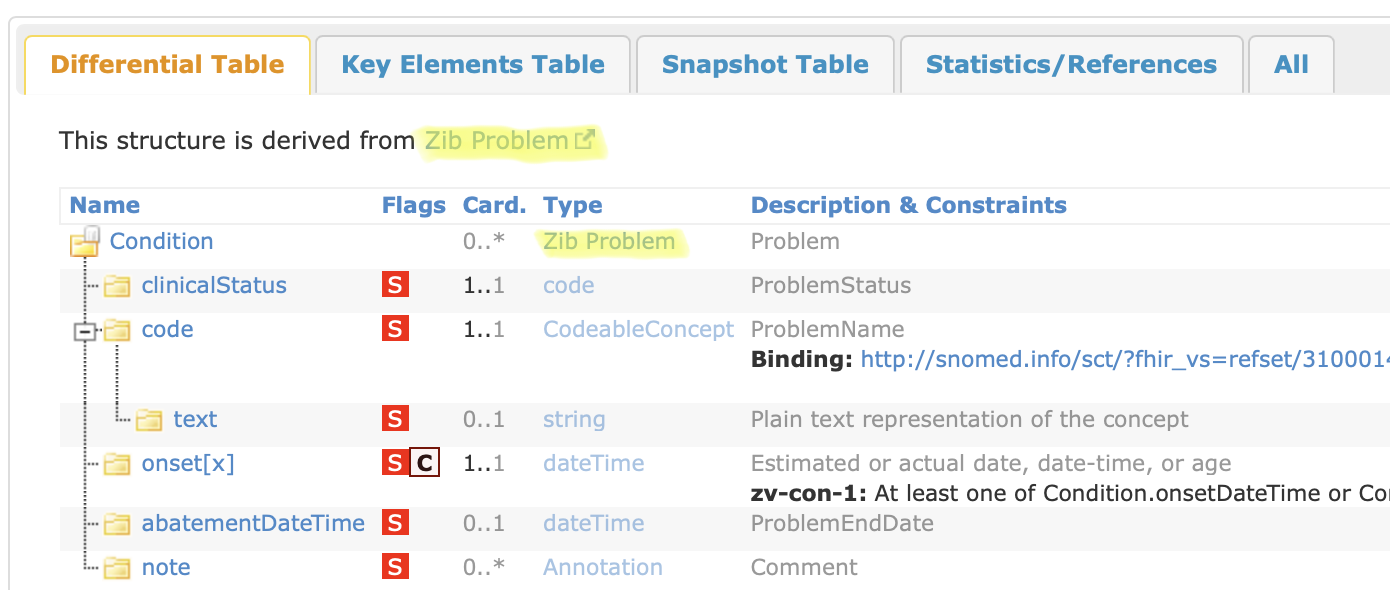 Differential Table Key Elements Table Snapshot Table Statistics/References All
This structure is derived from Zib Problem
Name Flags Card. Type Description & Constraints
Condition 0..* Zib Problem Problem
clinicalStatus S 1..1 code ProblemStatus
code S 1..1 CodeableConcept ProblemName
Binding: http://snomed.info/sct/?fhir_vs=refset/310001
text S 0..1 string Plain text representation of the concept
onset[x] S C 1..1 dateTime Estimated or actual date, date-time, or age
zv-con-1: At least one of Condition.onsetDateTime or
abatementDateTime S 0..1 dateTime ProblemEndDate
note S 0..* Annotation Comment